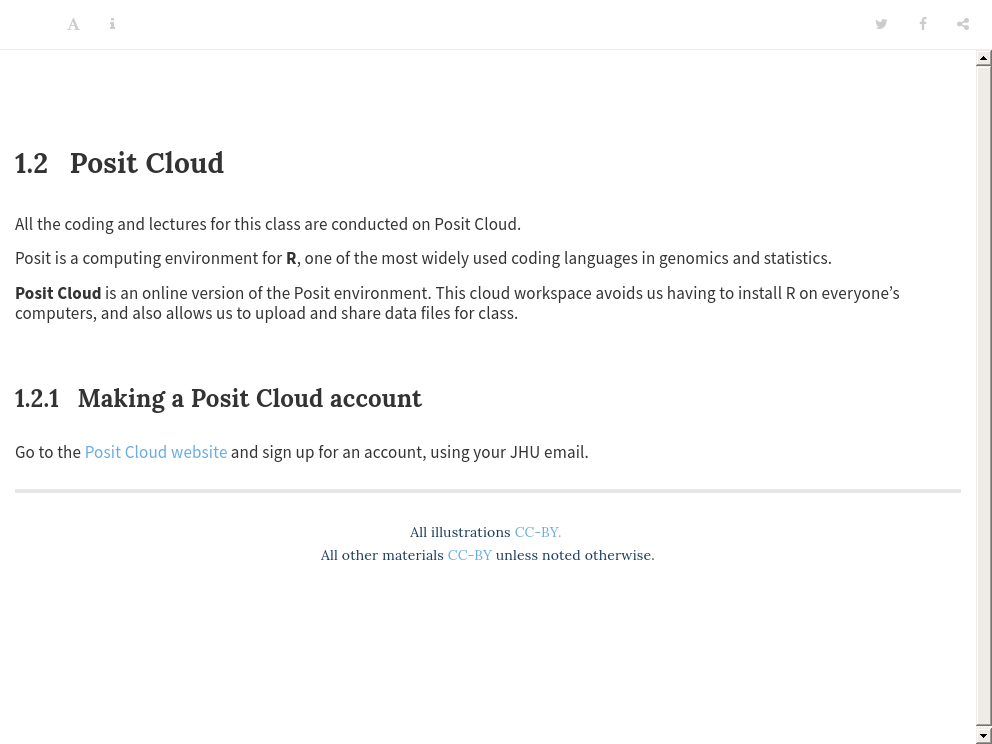 1.2 Posit Cloud
All the coding and lectures for this class are conducted on Posit Cloud.
Posit is a computing environment for R, one of the most widely used coding languages in genomics and statistics.
Posit Cloud is an online version of the Posit environment. This cloud workspace avoids us having to install R on everyone’s
computers, and also allows us to upload and share data files for class.
1.2.1 Making a Posit Cloud account
Go to the Posit Cloud website and sign up for an account, using your JHU email.
All illustrations CC-BY.
All other materials CC-BY unless noted otherwise.